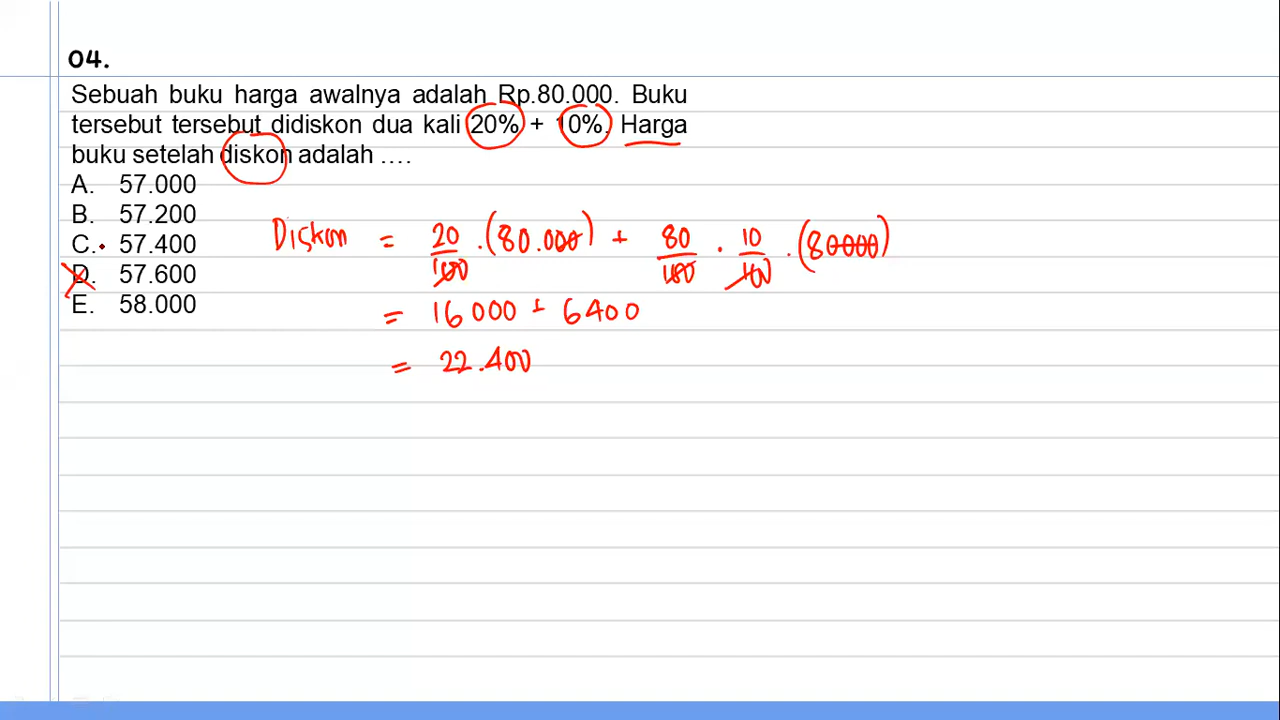 04.
Sebuah buku harga awalnya adalah Rp.80.000. Buku
tersebut tersebut didiskon dua kali 20% + 10%. Harga
buku setelah diskon adalah ....
A. 57.000
B. 57.200
C. 57.400
D. 57.600
E. 58.000
Diskon = 20/100 . (80.000) + 80/100 . 10/100 . (80000)
= 16000 + 6400
= 22.400